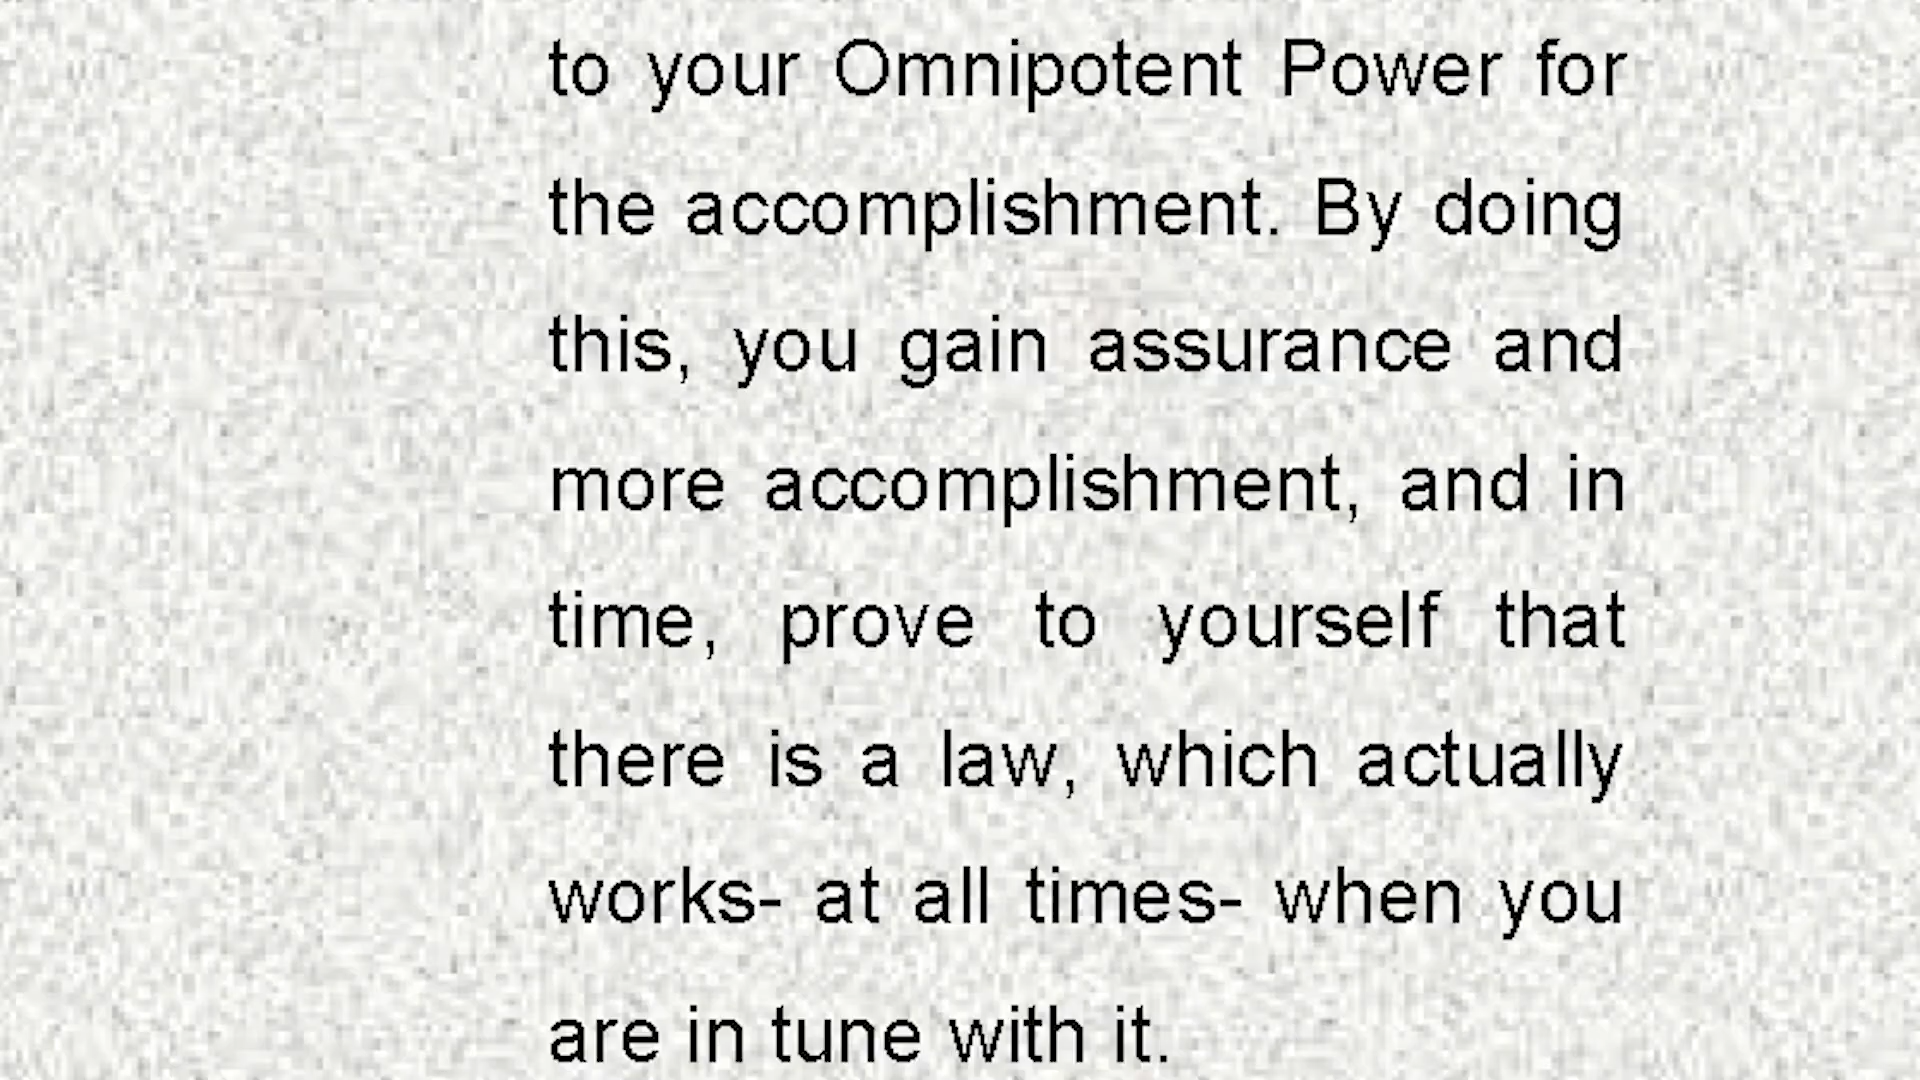 to your Omnipotent Power for
the accomplishment. By doing
this, you gain assurance and
more accomplishment, and in
time, prove to yourself that
there is a law, which actually
works- at all times- when you
are in tune with it.